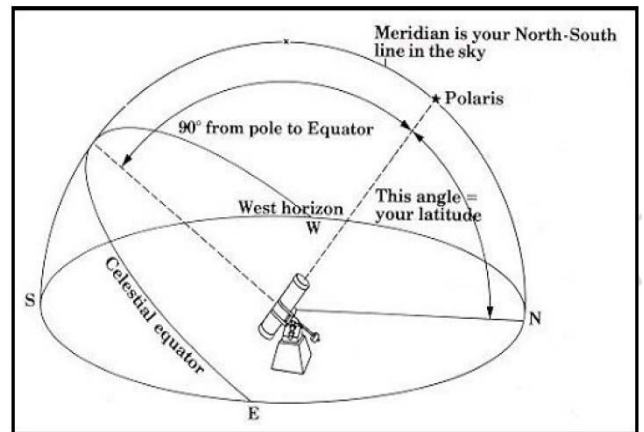 Meridian is your North-South
line in the sky
Polaris
90° from pole to Equator
This angle =
your latitude
West horizon
W
S
N
Celestial equator
E